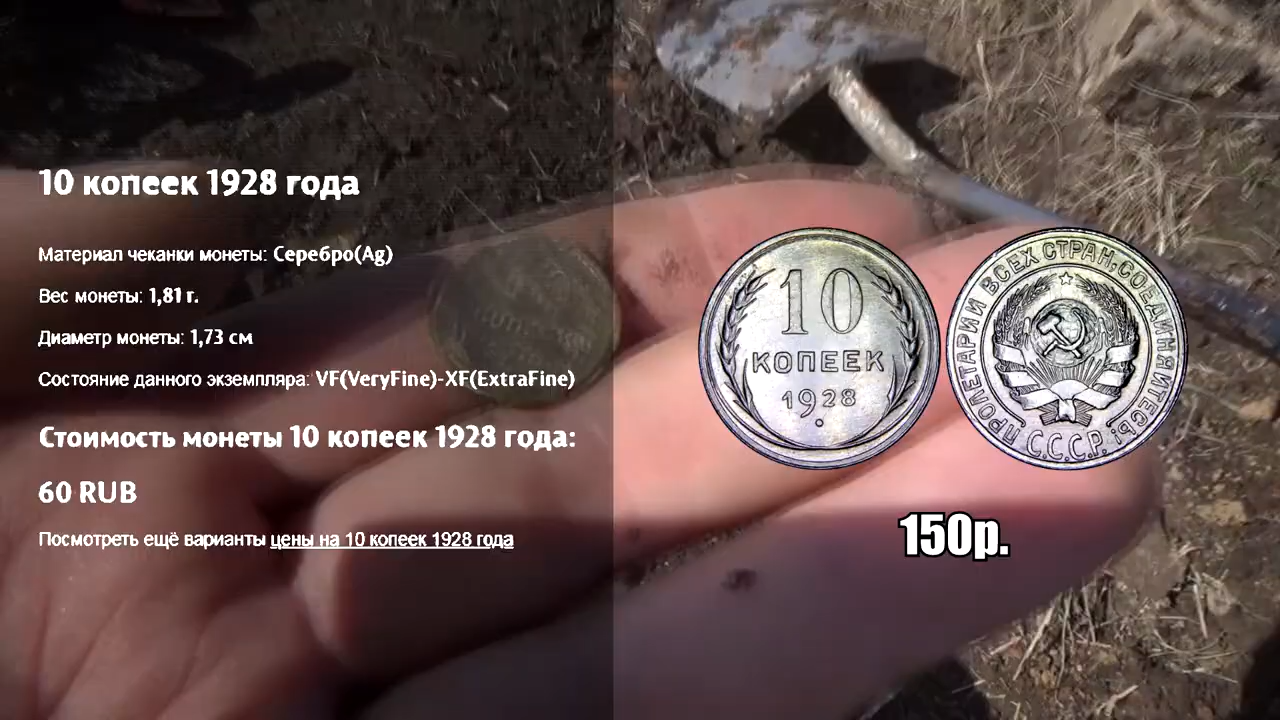 10 копеек 1928 года
Материал чеканки монеты: Серебро(Ag)
Вес монеты: 1,81 г.
Диаметр монеты: 1,73 см
Состояние данного экземпляра: VF(VeryFine)-XF(ExtraFine)
Стоимость монеты 10 копеек 1928 года:
60 RUB
Посмотреть ещё варианты цены на 10 копеек 1928 года
10
КОПЕЕК
1928
ПРОЛЕТАРИИ ВСЕХ СТРАН, СОЕДИНЯЙТЕСЬ!
С.С.С.Р.
150р.